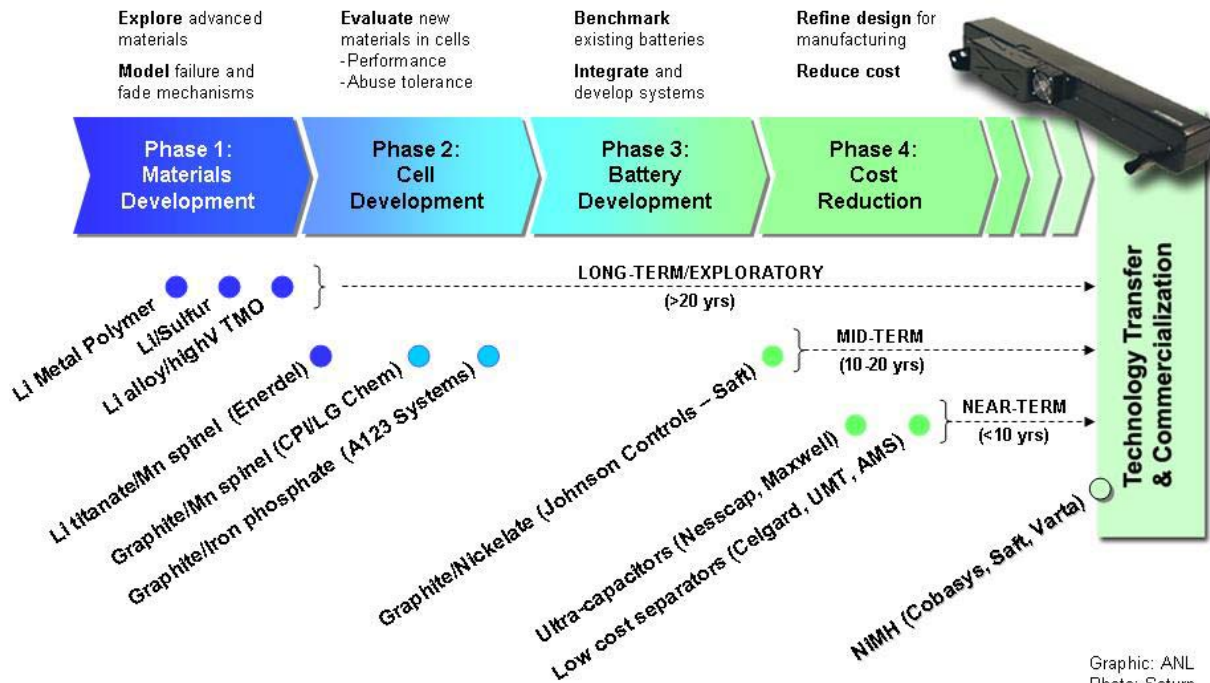 Explore advanced
materials
Model failure and
fade mechanisms
Evaluate new
materials in cells
-Performance
-Abuse tolerance
Benchmark
existing batteries
Integrate and
develop systems
Refine design for
manufacturing
Reduce cost
Phase 1:
Materials
Development
Phase 2:
Cell
Development
Phase 3:
Battery
Development
Phase 4:
Cost
Reduction
Technology Transfer
& Commercialization
LONG-TERM/EXPLORATORY
(>20 yrs)
Li Metal Polymer
Li/Sulfur
Li alloy/highV TMO
MID-TERM
(10-20 yrs)
Li titanate/Mn spinel (Enerdel)
Graphite/Mn spinel (CPI/LG Chem)
Graphite/Iron phosphate (A123 Systems)
Graphite/Nickelate (Johnson Controls – Saft)
NEAR-TERM
(<10 yrs)
Ultra-capacitors (Nesscap, Maxwell)
Low cost separators (Celgard, UMT, AMS)
NiMH (Cobasys, Saft, Varta)
Graphic: ANL
Photo: Saturn